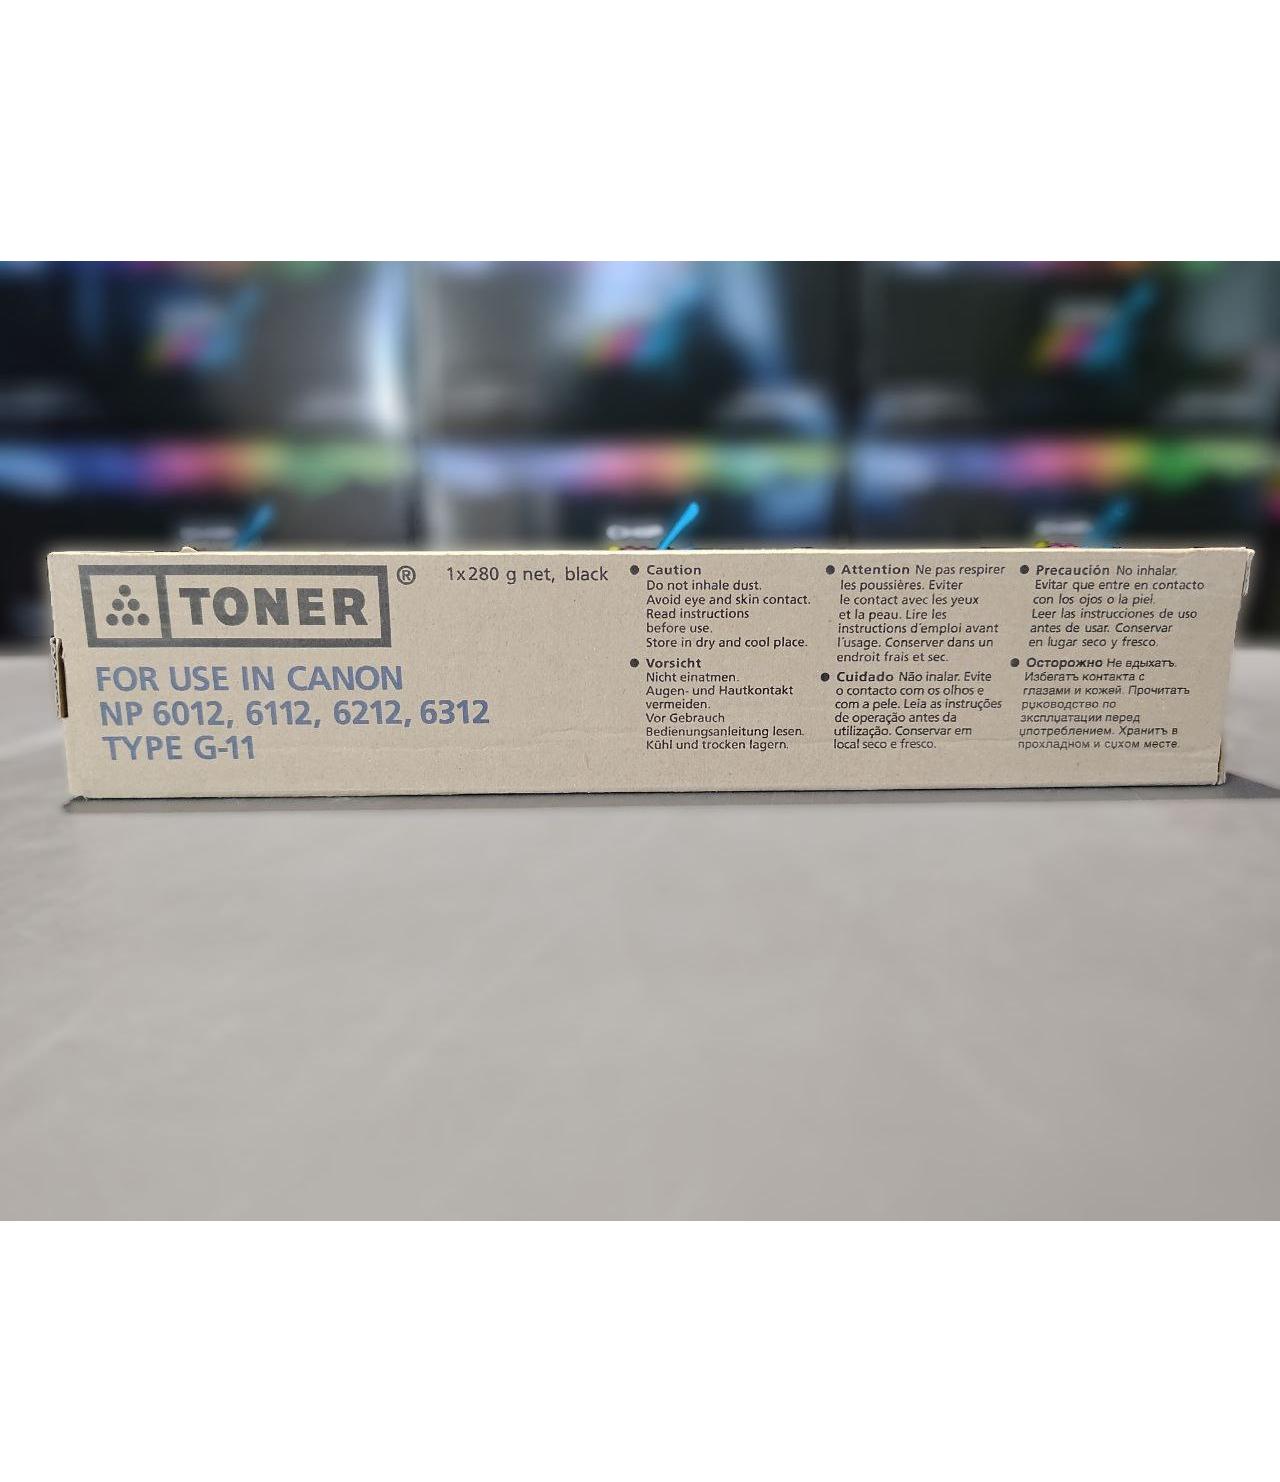 TONER ®
1x280 g net, black
FOR USE IN CANON
NP 6012, 6112, 6212, 6312
TYPE G-11
● Caution
Do not inhale dust.
Avoid eye and skin contact.
Read instructions
before use.
Store in dry and cool place.
● Vorsicht
Nicht einatmen.
Augen- und Hautkontakt
vermeiden.
Vor Gebrauch
Bedienungsanleitung lesen.
Kühl und trocken lagern.
● Attention Ne pas respirer
les poussières. Eviter
le contact avec les yeux
et la peau. Lire les
instructions d'emploi avant
l'usage. Conserver dans un
endroit frais et sec.
● Cuidado Não inalar. Evite
o contacto com os olhos e
com a pele. Leia as instruções
de operação antes da
utilização. Conservar em
local seco e fresco.
● Precaución No inhalar.
Evitar que entre en contacto
con los ojos o la piel.
Leer las instrucciones de uso
antes de usar. Conservar
en lugar seco y fresco.
● Осторожно Не вдыхатъ.
Избегатъ контакта с
глазами и кожей. Прочитатъ
руководство по
эксплуатации перед
употреблением. Хранитъ в
прохладном и сухом месте.